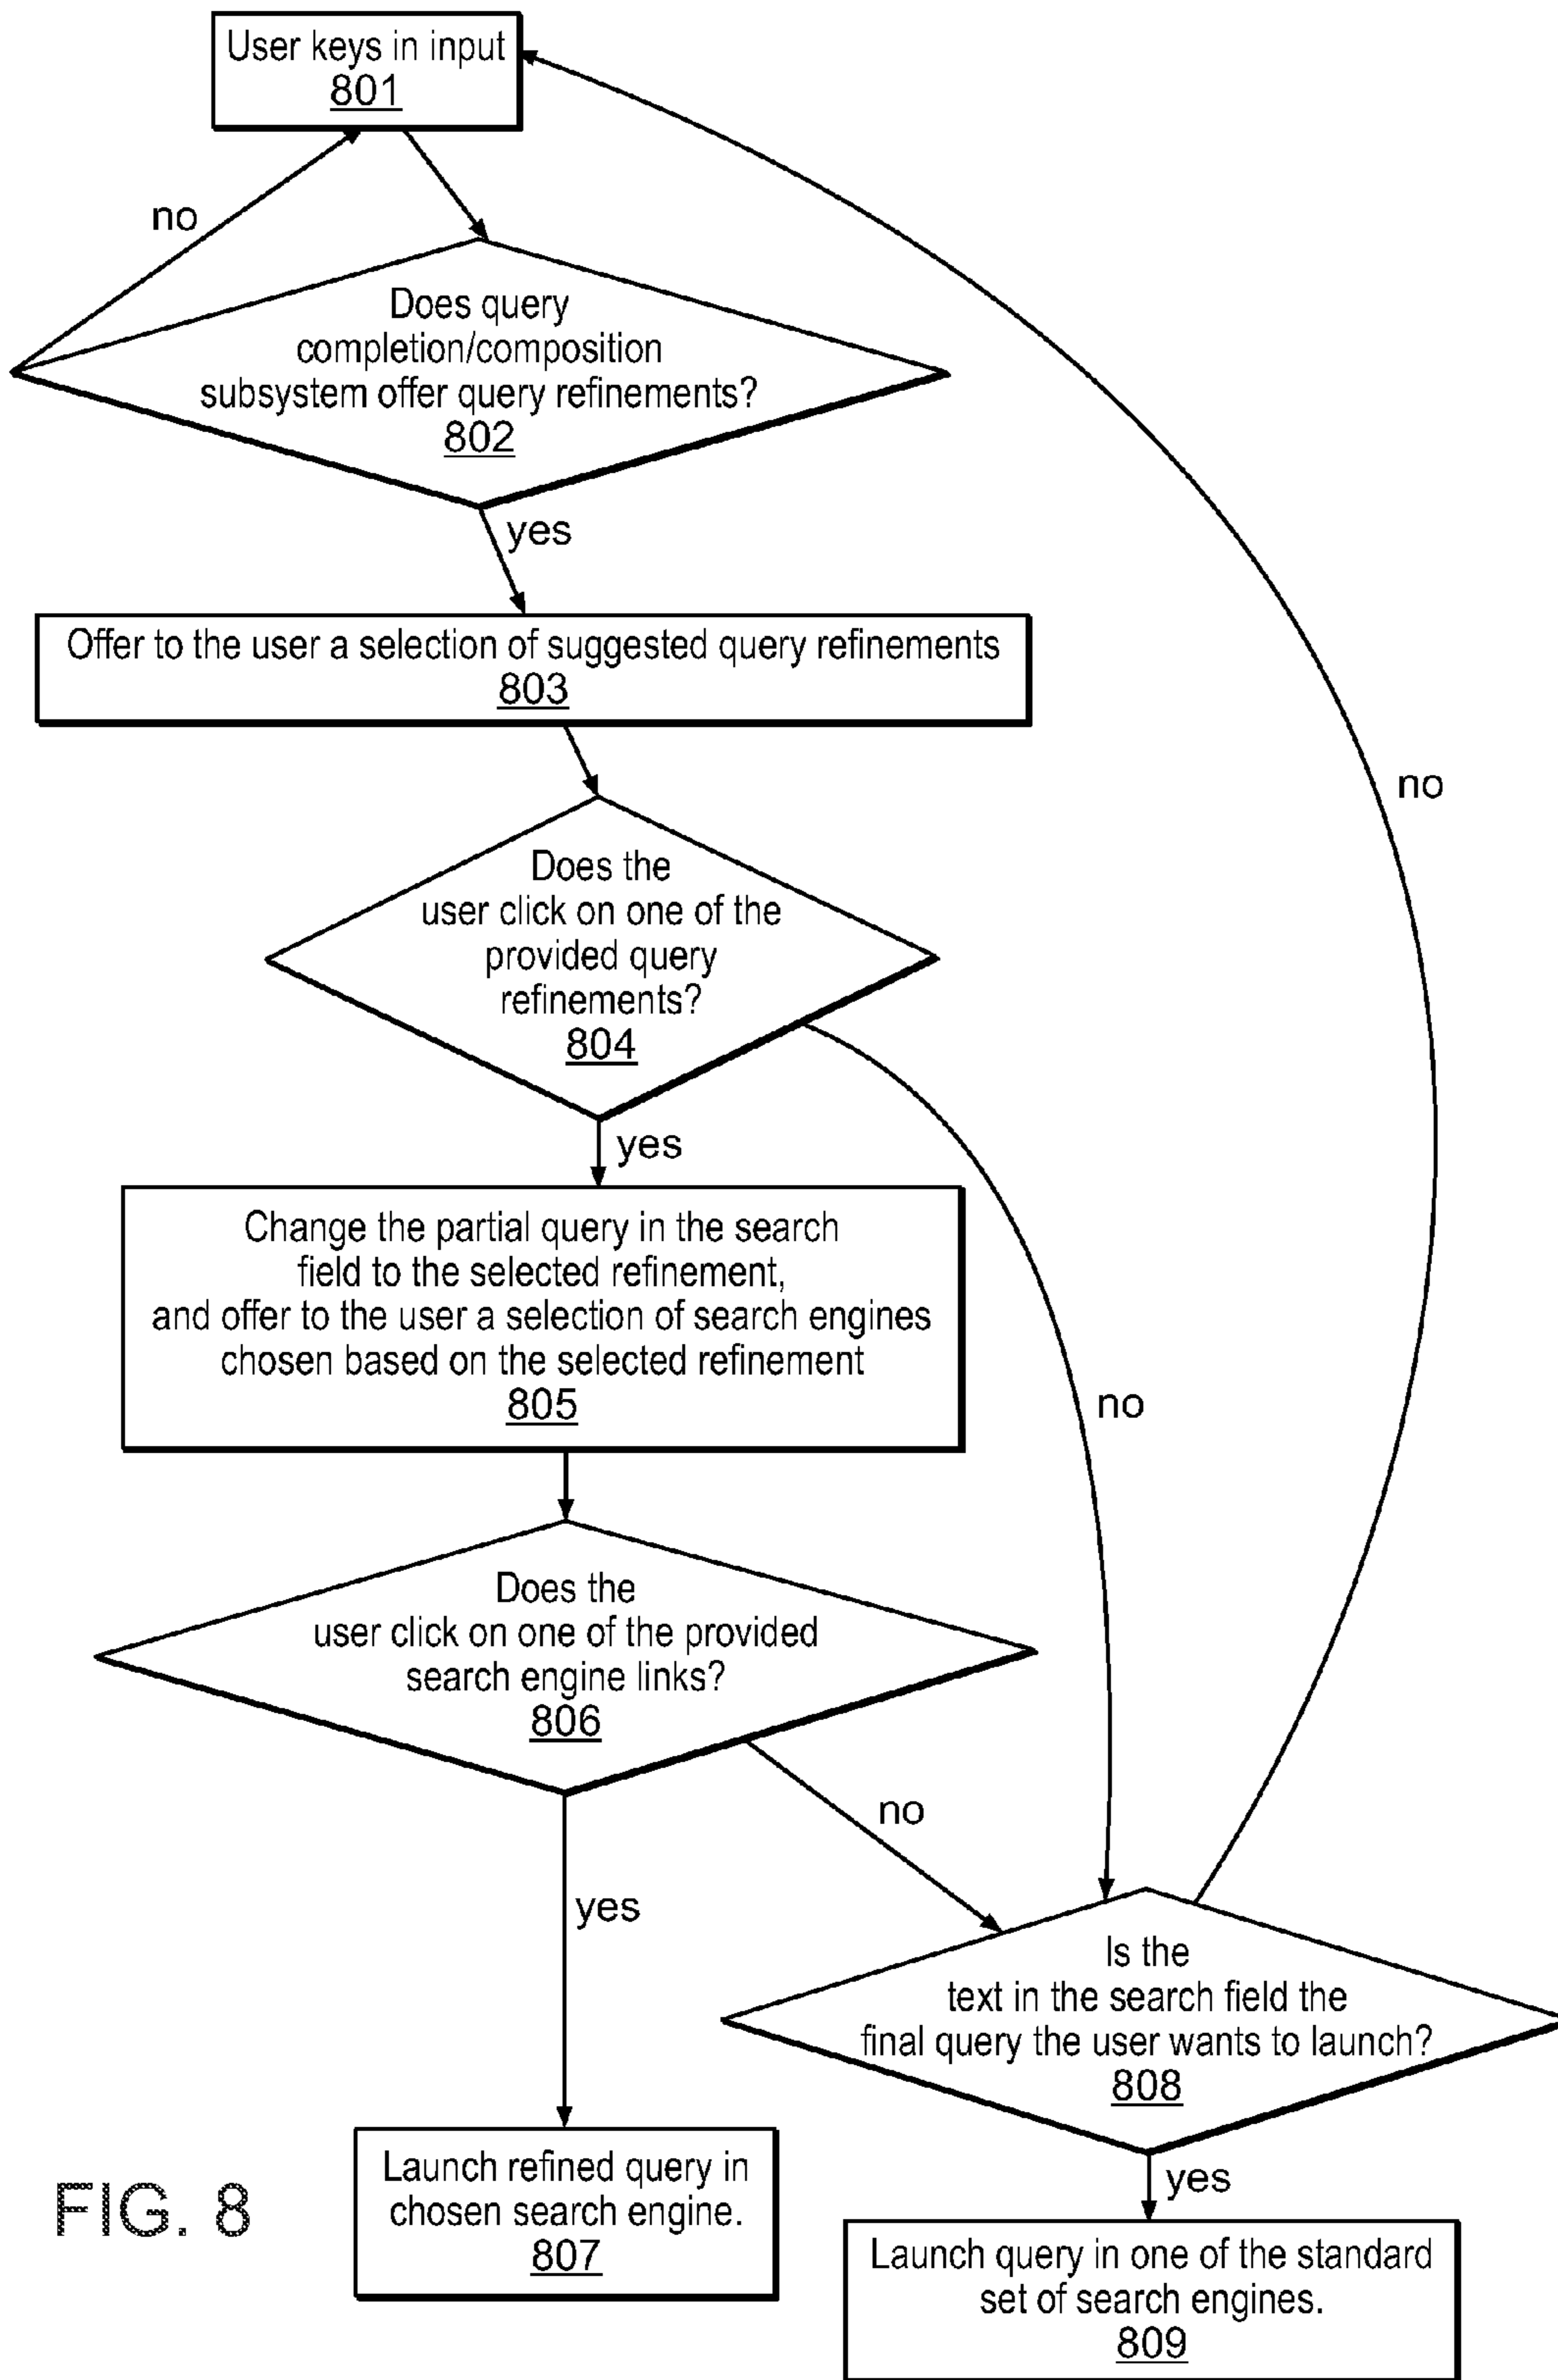 User keys in input
801
no
Does query
completion/composition
subsystem offer query refinements?
802
yes
Offer to the user a selection of suggested query refinements
803
no
Does the
user click on one of the
provided query
refinements?
804
yes
Change the partial query in the search
field to the selected refinement,
and offer to the user a selection of search engines
chosen based on the selected refinement
805
no
Does the
user click on one of the provided
search engine links?
806
no
yes
Is the
text in the search field the
final query the user wants to launch?
808
Launch refined query in
chosen search engine.
807
yes
Launch query in one of the standard
set of search engines.
809
FIG. 8